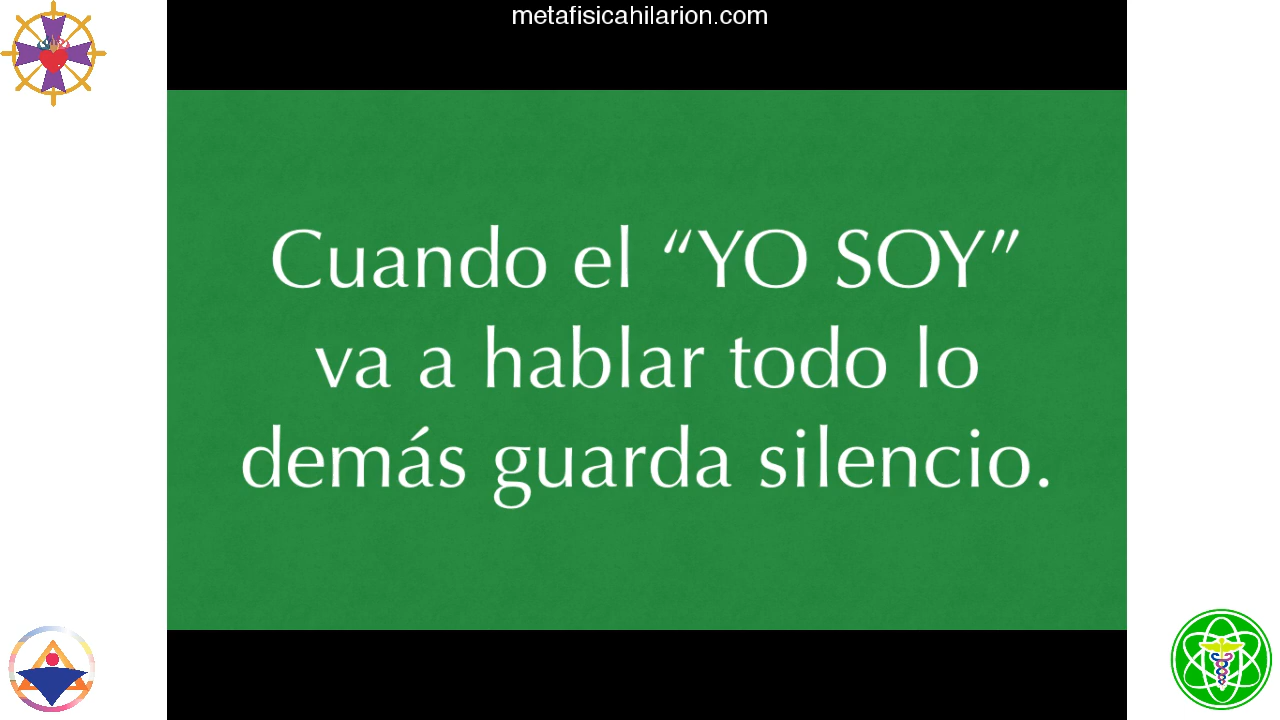 metafisicahilarion.com
Cuando el “YO SOY”
va a hablar todo lo
demás guarda silencio.